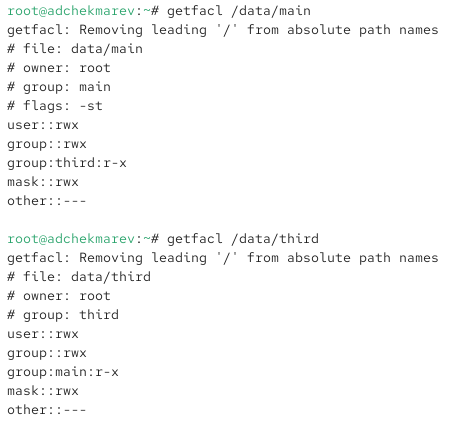 root@adchekmarev:~# getfacl /data/main
getfacl: Removing leading '/' from absolute path names
# file: data/main
# owner: root
# group: main
# flags: -st
user::rwx
group::rwx
group:third:r-x
mask::rwx
other::---

root@adchekmarev:~# getfacl /data/third
getfacl: Removing leading '/' from absolute path names
# file: data/third
# owner: root
# group: third
user::rwx
group::rwx
group:main:r-x
mask::rwx
other::---